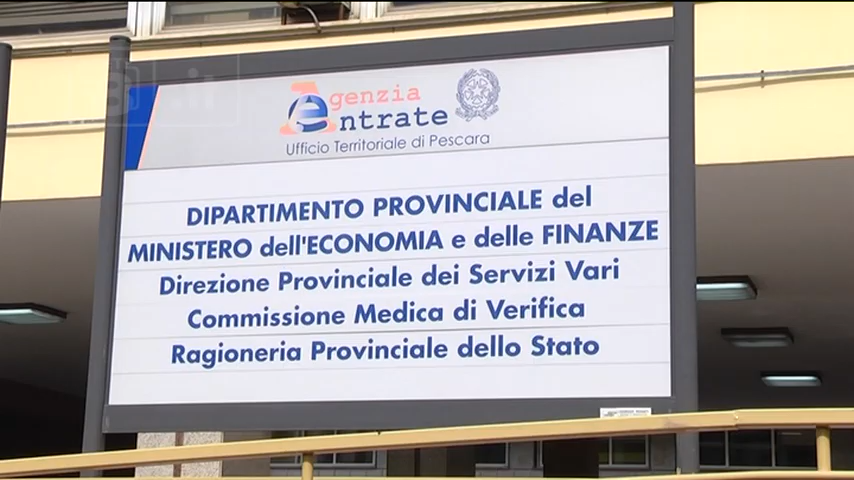 Agenzia
Entrate
Ufficio Territoriale di Pescara
DIPARTIMENTO PROVINCIALE del
MINISTERO dell'ECONOMIA e delle FINANZE
Direzione Provinciale dei Servizi Vari
Commissione Medica di Verifica
Ragioneria Provinciale dello Stato